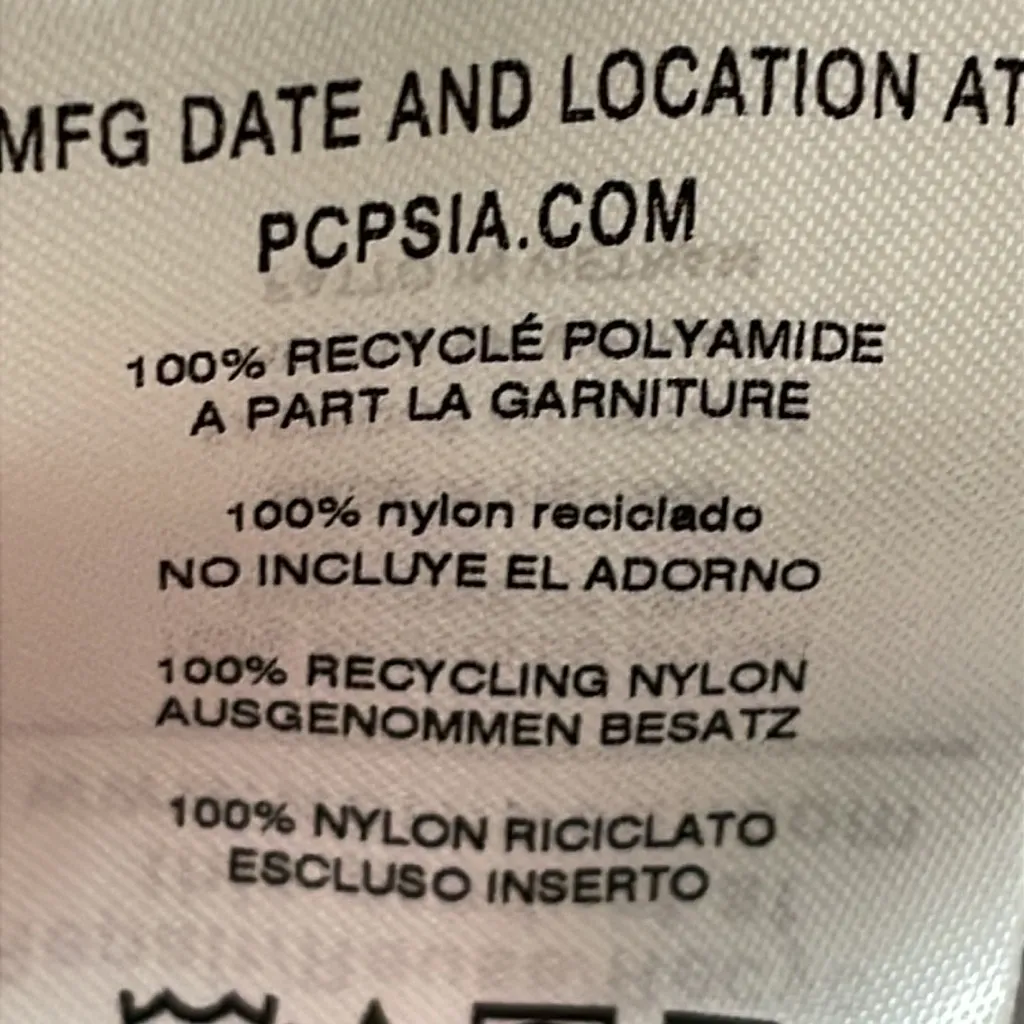 MFG DATE AND LOCATION AT
PCPSIA.COM
100% RECYCLÉ POLYAMIDE
A PART LA GARNITURE
100% nylon reciclado
NO INCLUYE EL ADORNO
100% RECYCLING NYLON
AUSGENOMMEN BESATZ
100% NYLON RICICLATO
ESCLUSO INSERTO